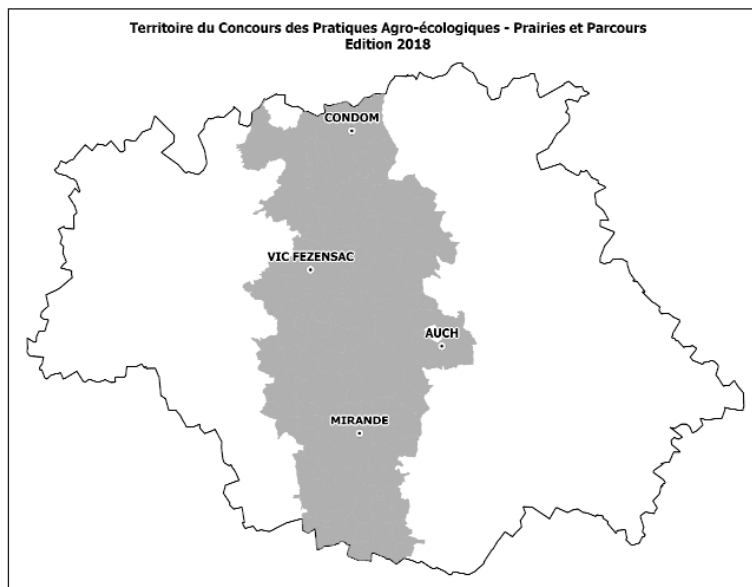 Territoire du Concours des Pratiques Agro-écologiques - Prairies et Parcours
Edition 2018
CONDOM
VIC FEZENSAC
AUCH
MIRANDE